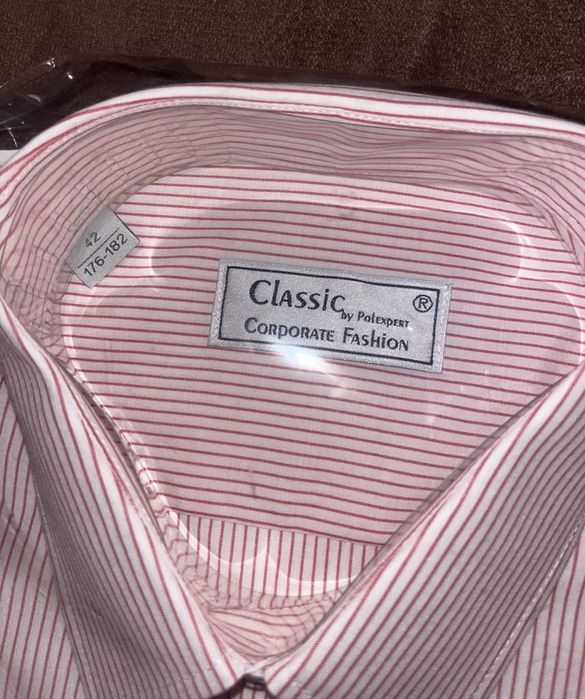 42
176-182
Classic ®
by Polexpert
Corporate Fashion